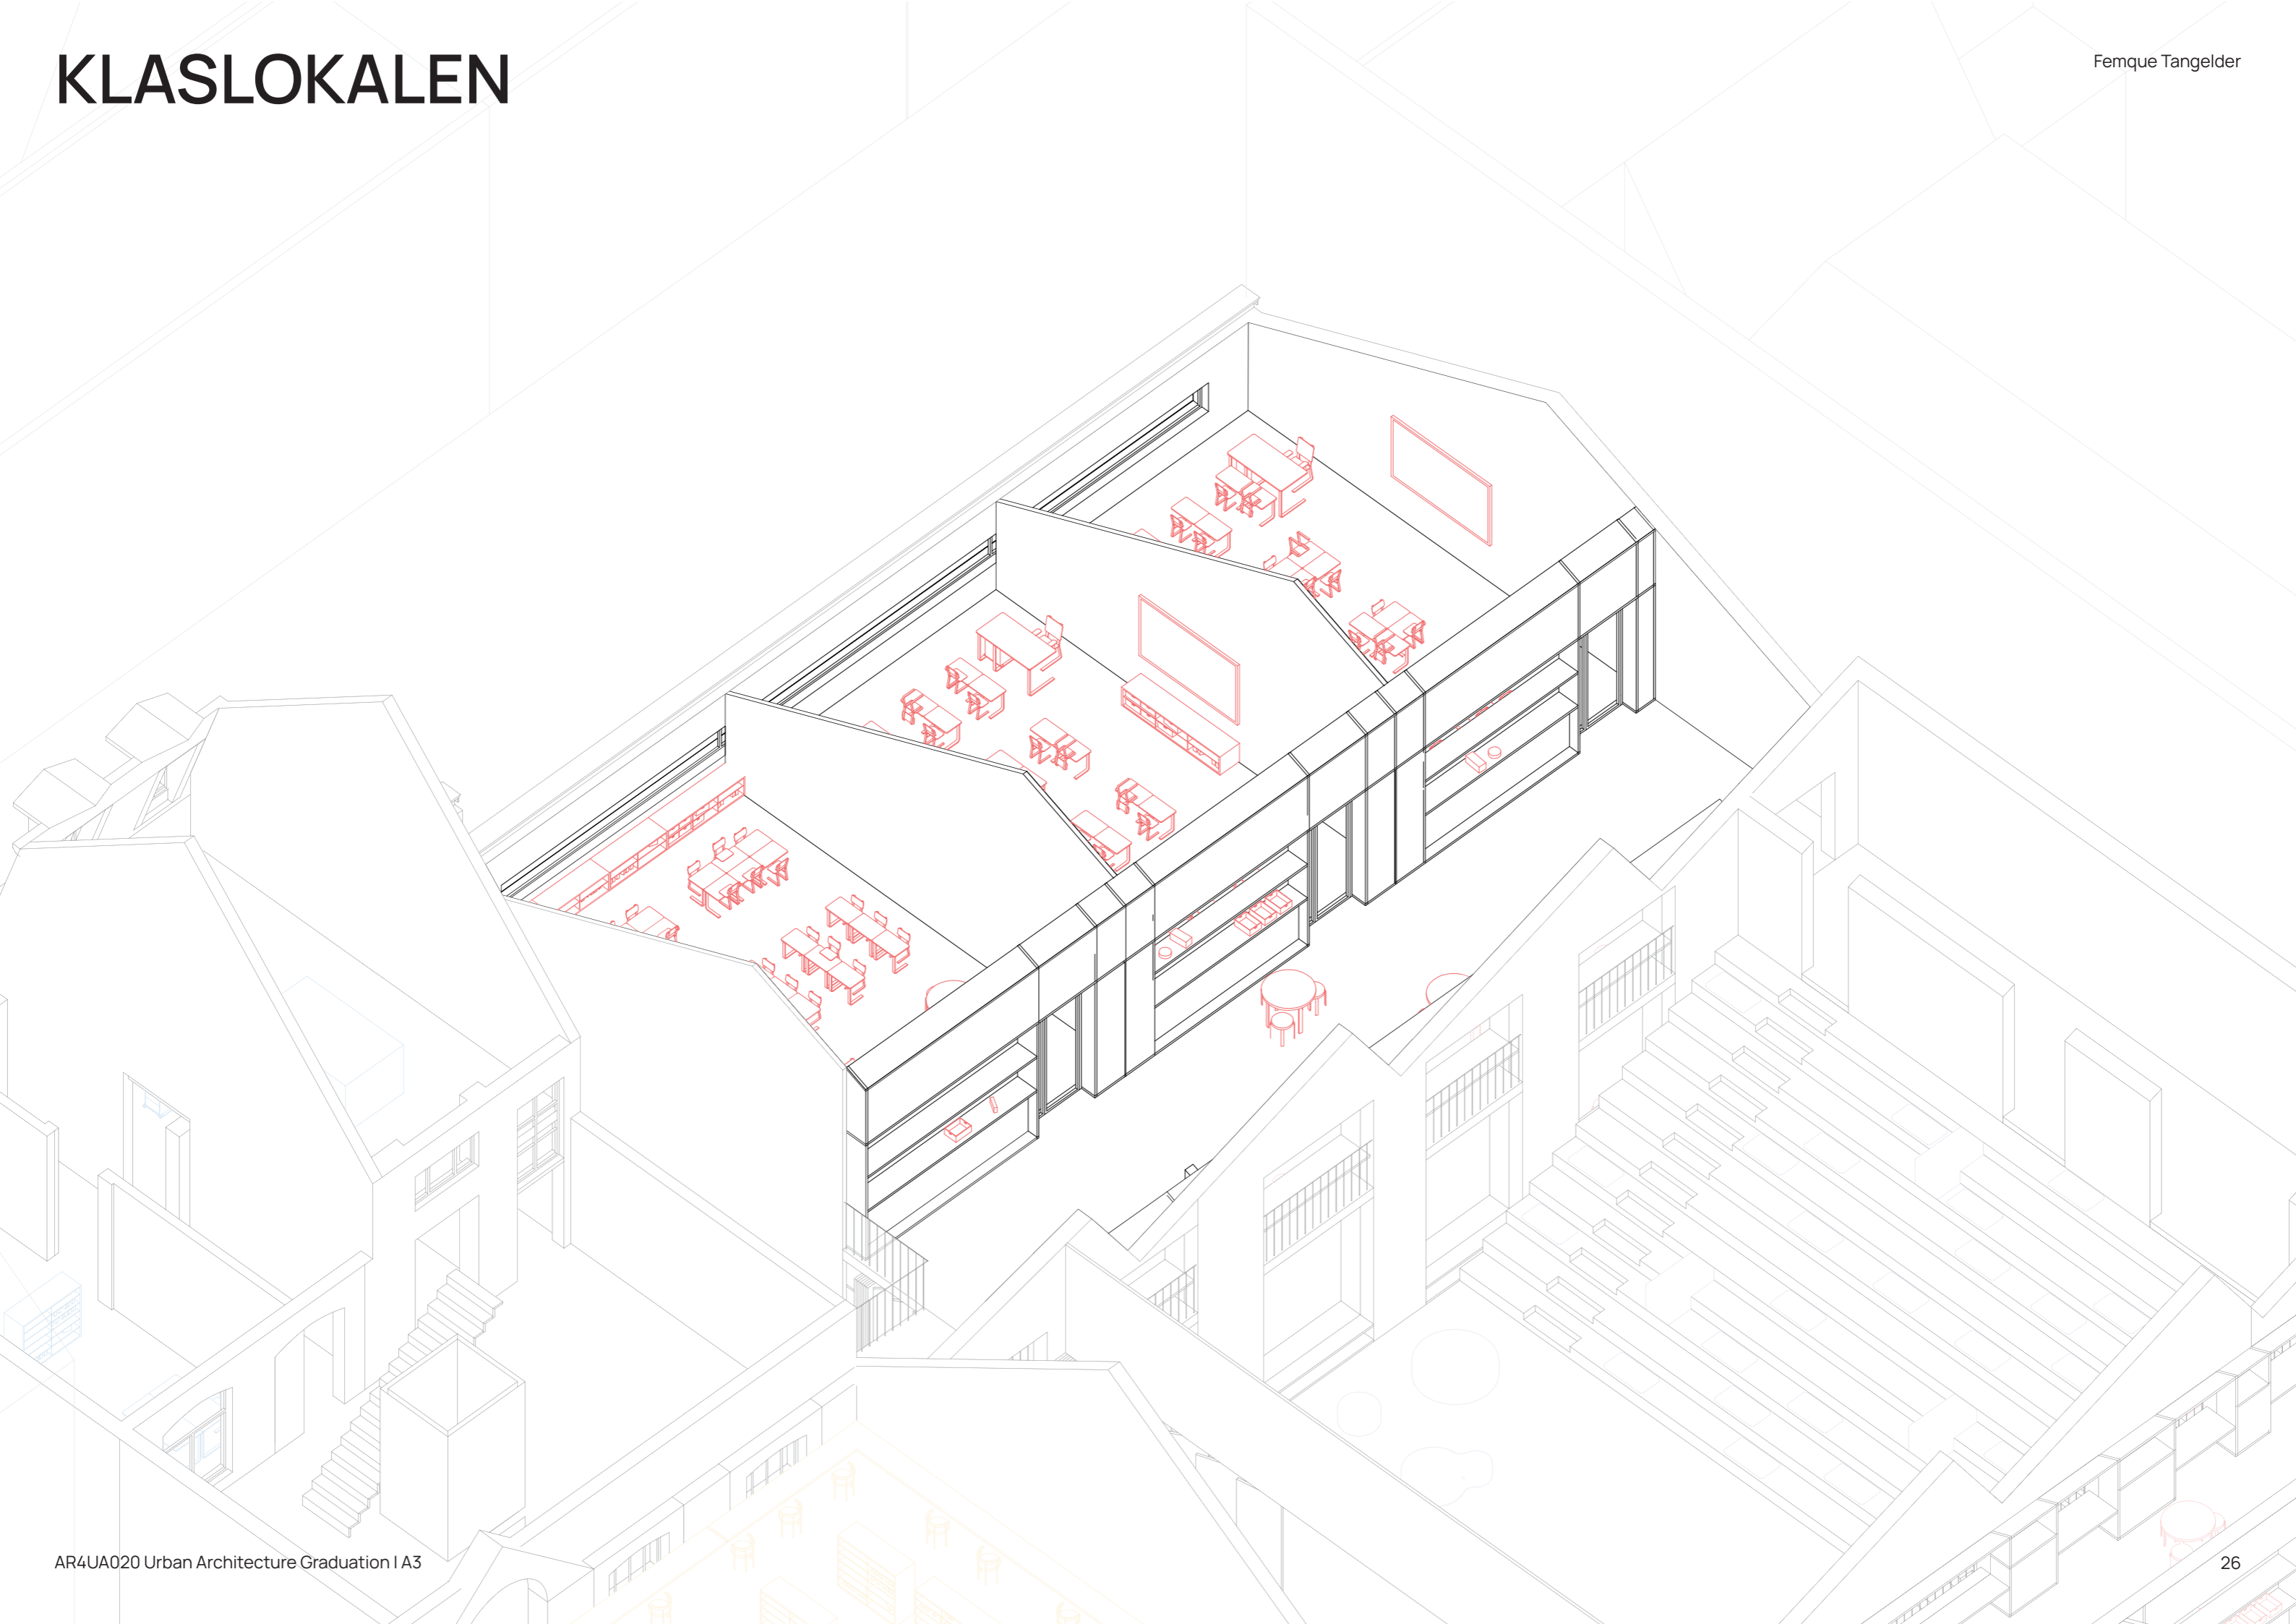 KLASLOKALEN
Femque Tangelder
AR4UA020 Urban Architecture Graduation | A3
26